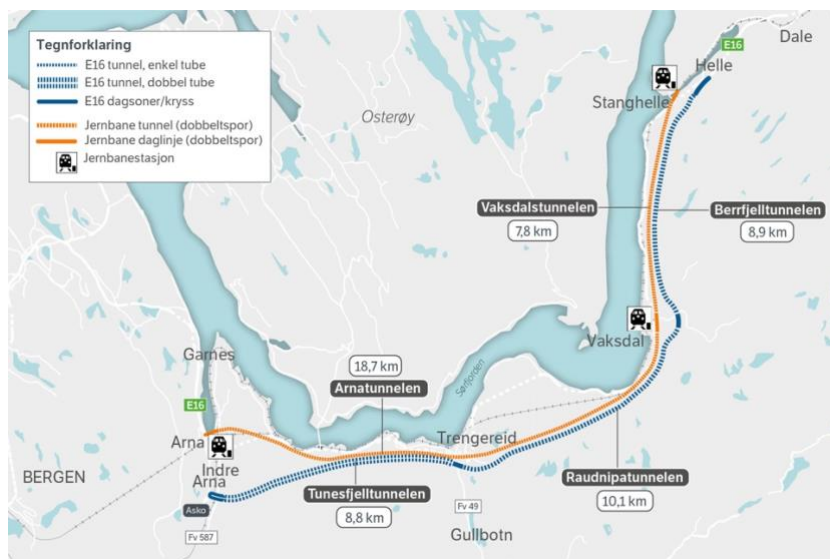 Tegnforklaring
E16 tunnel, enkel tube
E16 tunnel, dobbel tube
E16 dagsoner/kryss
Jernbane tunnel (dobbeltspor)
Jernbane daglinje (dobbeltspor)
Jernbanestasjon
E16
Dale
Helle
Stanghelle
Osterøy
Vaksdalstunnelen
7,8 km
Berrfjelltunnelen
8,9 km
Vaksdal
Garnes
18,7 km
Arnatunnelen
Sørfjorden
E16
Arna
Trengereid
Indre
Arna
BERGEN
Tunesfjelltunnelen
8,8 km
Raudnipatunnelen
10,1 km
Asko
Fv 49
Fv 587
Gullbotn